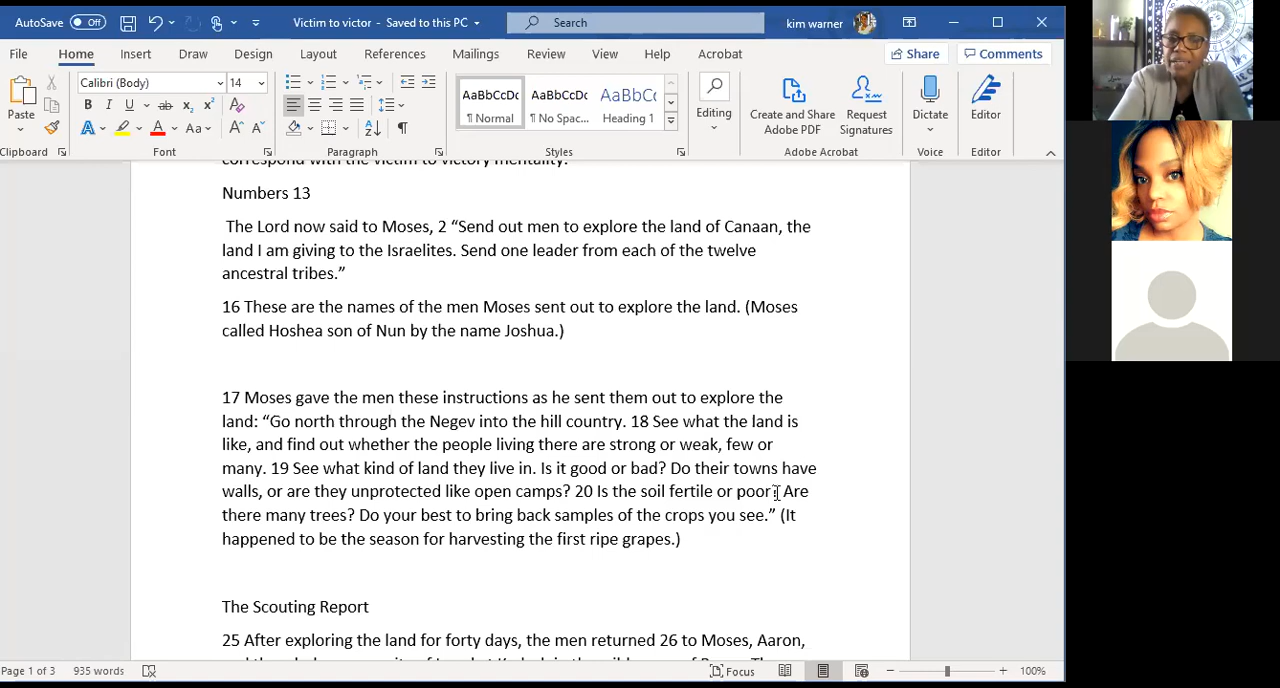 AutoSave Off Victim to victor - Saved to this PC Search kim warner
File Home Insert Draw Design Layout References Mailings Review View Help Acrobat Share Comments
Calibri (Body) 14 AaBbCcDc AaBbCcDc AaBbC( Editing Create and Share Request Dictate Editor
Paste ¶ Normal ¶ No Spac... Heading 1 Adobe PDF Signatures
Clipboard Font Paragraph Styles Adobe Acrobat Voice Editor
correspond with the victim to victory mentality.
Numbers 13
The Lord now said to Moses, 2 “Send out men to explore the land of Canaan, the
land I am giving to the Israelites. Send one leader from each of the twelve
ancestral tribes.”
16 These are the names of the men Moses sent out to explore the land. (Moses
called Hoshea son of Nun by the name Joshua.)
17 Moses gave the men these instructions as he sent them out to explore the
land: “Go north through the Negev into the hill country. 18 See what the land is
like, and find out whether the people living there are strong or weak, few or
many. 19 See what kind of land they live in. Is it good or bad? Do their towns have
walls, or are they unprotected like open camps? 20 Is the soil fertile or poor? Are
there many trees? Do your best to bring back samples of the crops you see.” (It
happened to be the season for harvesting the first ripe grapes.)
The Scouting Report
25 After exploring the land for forty days, the men returned 26 to Moses, Aaron,
Page 1 of 3 935 words Focus 100%